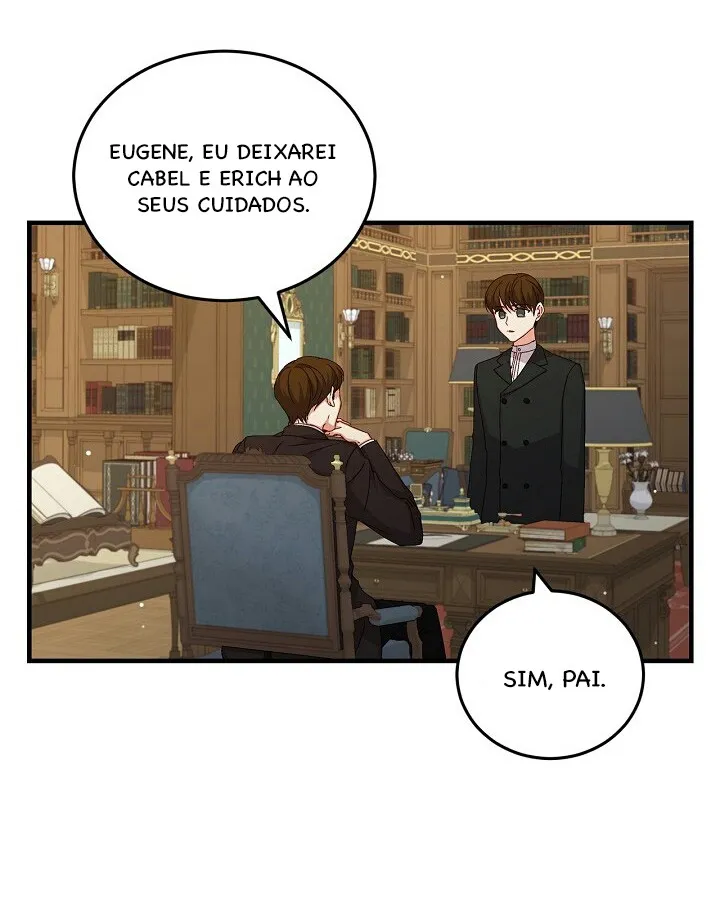 EUGENE, EU DEIXAREI
CABEL E ERICH AO
SEUS CUIDADOS.
SIM, PAI.